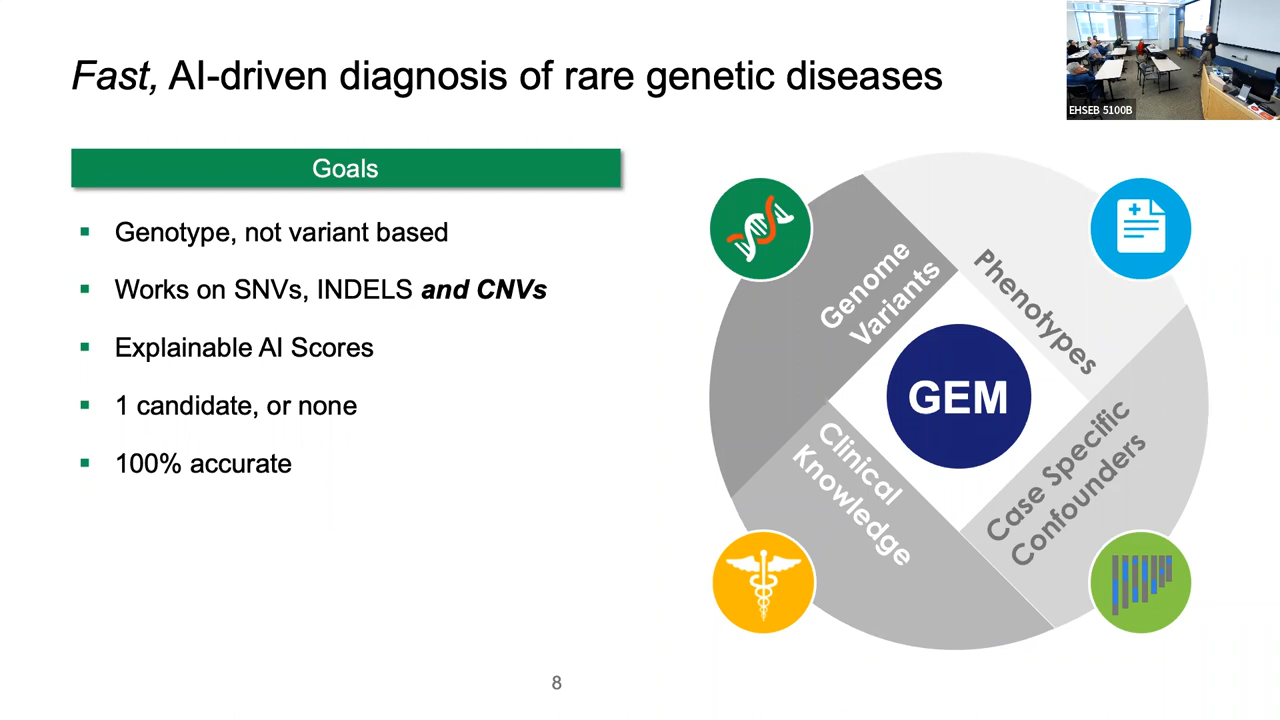 Fast, AI-driven diagnosis of rare genetic diseases
EHSEB 5100B
Goals
Genotype, not variant based
Works on SNVs, INDELS and CNVs
Explainable AI Scores
1 candidate, or none
100% accurate
Genome
Variants
Phenotypes
GEM
Clinical
Knowledge
Case Specific
Confounders
8